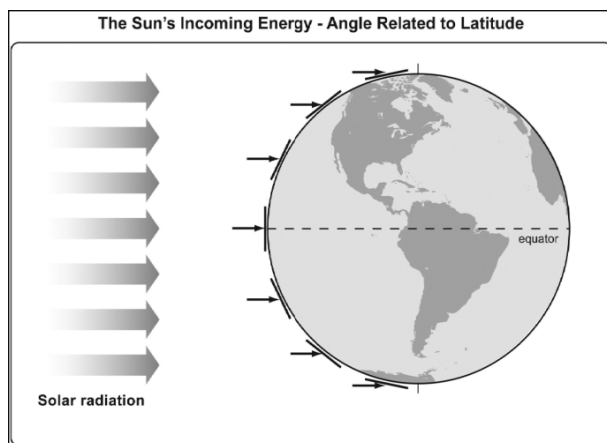 The Sun's Incoming Energy - Angle Related to Latitude
equator
Solar radiation